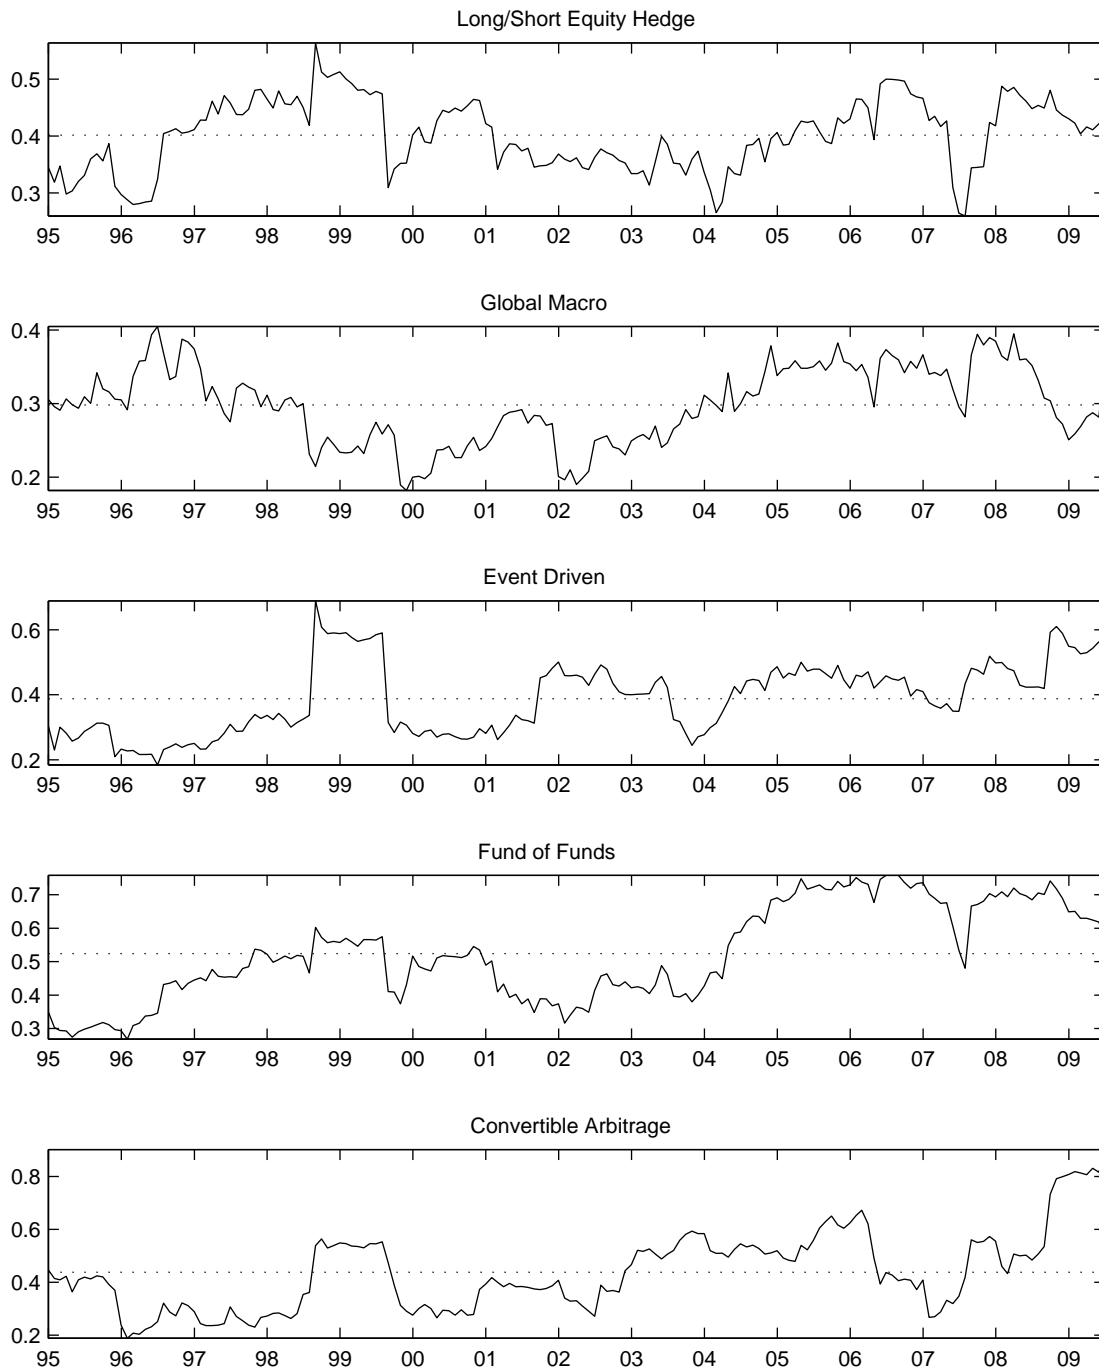 Long/Short Equity Hedge
0.5
0.4
0.3
95 96 97 98 99 00 01 02 03 04 05 06 07 08 09
Global Macro
0.4
0.3
0.2
95 96 97 98 99 00 01 02 03 04 05 06 07 08 09
Event Driven
0.6
0.4
0.2
95 96 97 98 99 00 01 02 03 04 05 06 07 08 09
Fund of Funds
0.7
0.6
0.5
0.4
0.3
95 96 97 98 99 00 01 02 03 04 05 06 07 08 09
Convertible Arbitrage
0.8
0.6
0.4
0.2
95 96 97 98 99 00 01 02 03 04 05 06 07 08 09